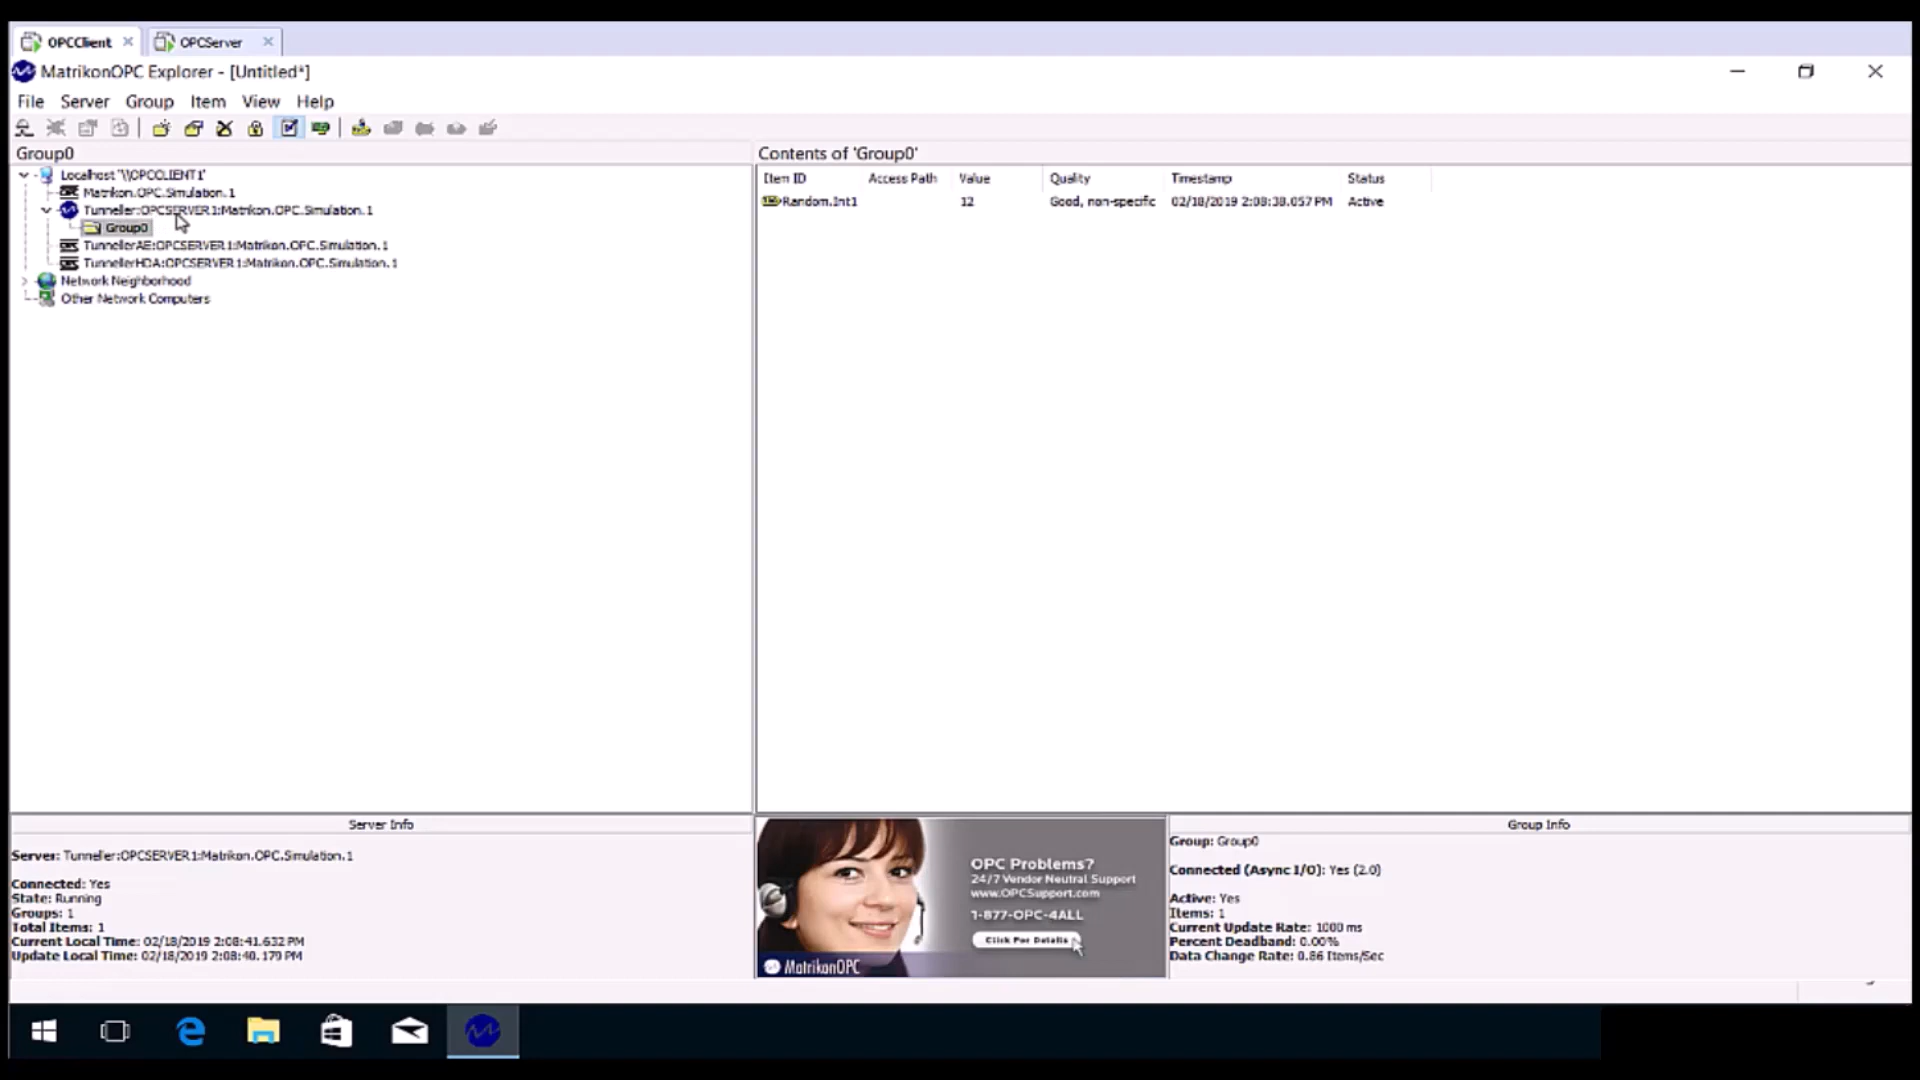 OPCClient × OPCServer ×
MatrikonOPC Explorer - [Untitled*]
File Server Group Item View Help
Group0
Localhost '\\OPCCLIENT1'
Matrikon.OPC.Simulation.1
Tunneller:OPCSERVER1:Matrikon.OPC.Simulation.1
Group0
TunnellerAE:OPCSERVER1:Matrikon.OPC.Simulation.1
TunnellerHDA:OPCSERVER1:Matrikon.OPC.Simulation.1
Network Neighborhood
Other Network Computers
Contents of 'Group0'
Item ID Access Path Value Quality Timestamp Status
Random.Int1 12 Good, non-specific 02/18/2019 2:08:38.057 PM Active
Server Info
Server: Tunneller:OPCSERVER1:Matrikon.OPC.Simulation.1
Connected: Yes
State: Running
Groups: 1
Total Items: 1
Current Local Time: 02/18/2019 2:08:41.632 PM
Update Local Time: 02/18/2019 2:08:40.179 PM
OPC Problems?
24/7 Vendor Neutral Support
www.OPCSupport.com
1-877-OPC-4ALL
Click For Details
MatrikonOPC
Group Info
Group: Group0
Connected (Async I/O): Yes (2.0)
Active: Yes
Items: 1
Current Update Rate: 1000 ms
Percent Deadband: 0.00%
Data Change Rate: 0.86 Items/Sec